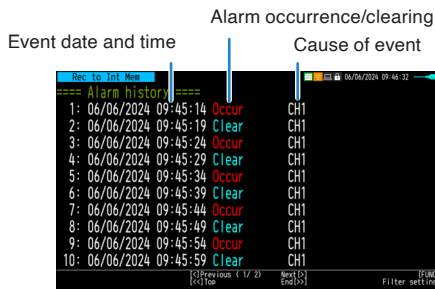 Alarm occurrence/clearing
Event date and time
Cause of event
Rec to Int Mem
06/06/2024 09:46:32
==== Alarm history ====
1: 06/06/2024 09:45:14 Occur CH1
2: 06/06/2024 09:45:19 Clear CH1
3: 06/06/2024 09:45:24 Occur CH1
4: 06/06/2024 09:45:29 Clear CH1
5: 06/06/2024 09:45:34 Occur CH1
6: 06/06/2024 09:45:39 Clear CH1
7: 06/06/2024 09:45:44 Occur CH1
8: 06/06/2024 09:45:49 Clear CH1
9: 06/06/2024 09:45:54 Occur CH1
10: 06/06/2024 09:45:59 Clear CH1
[<]Previous ( 1/ 2) Next[>] [FUNC
[<<]Top End[>>] Filter setting